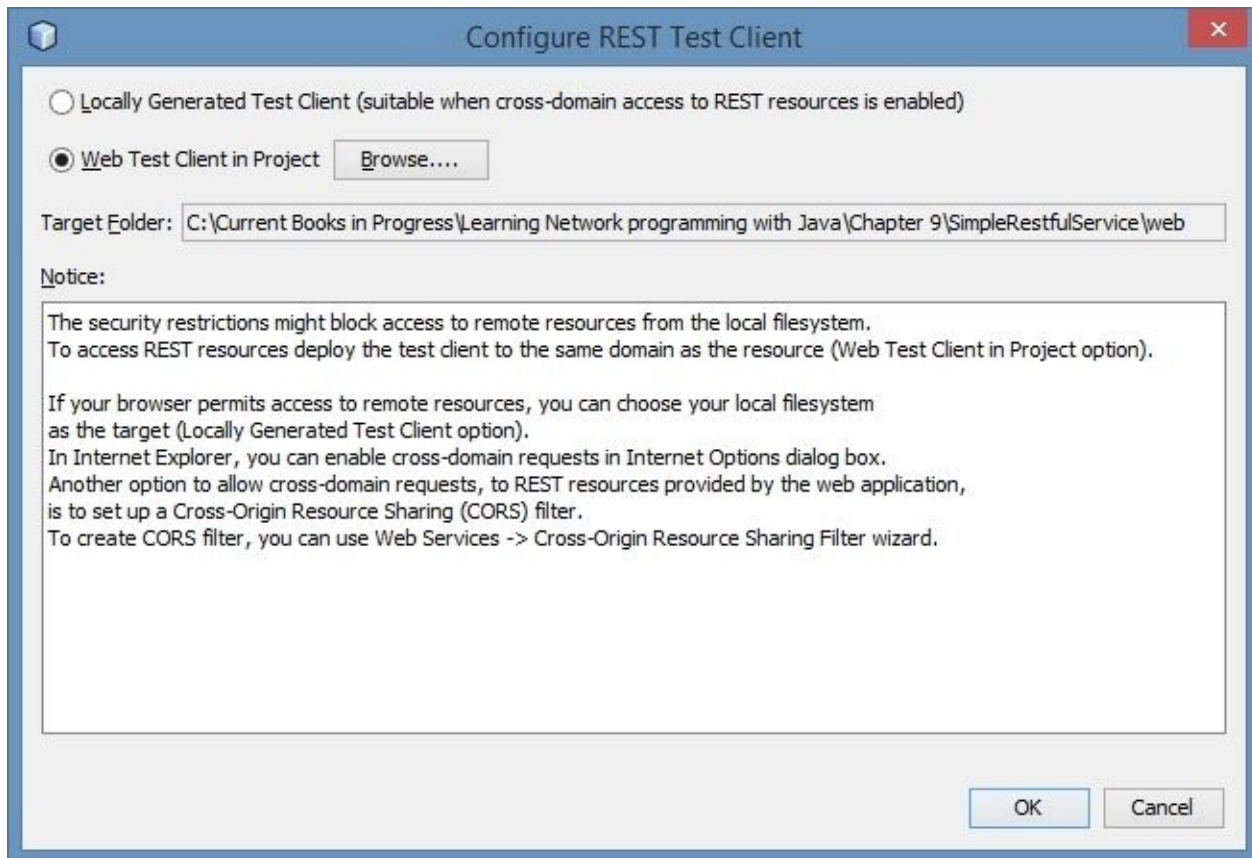 Configure REST Test Client
Locally Generated Test Client (suitable when cross-domain access to REST resources is enabled)
Web Test Client in Project Browse....
Target Folder: C:\Current Books in Progress\Learning Network programming with Java\Chapter 9\SimpleRestfulService\web
Notice:
The security restrictions might block access to remote resources from the local filesystem.
To access REST resources deploy the test client to the same domain as the resource (Web Test Client in Project option).
If your browser permits access to remote resources, you can choose your local filesystem
as the target (Locally Generated Test Client option).
In Internet Explorer, you can enable cross-domain requests in Internet Options dialog box.
Another option to allow cross-domain requests, to REST resources provided by the web application,
is to set up a Cross-Origin Resource Sharing (CORS) filter.
To create CORS filter, you can use Web Services -> Cross-Origin Resource Sharing Filter wizard.
OK Cancel